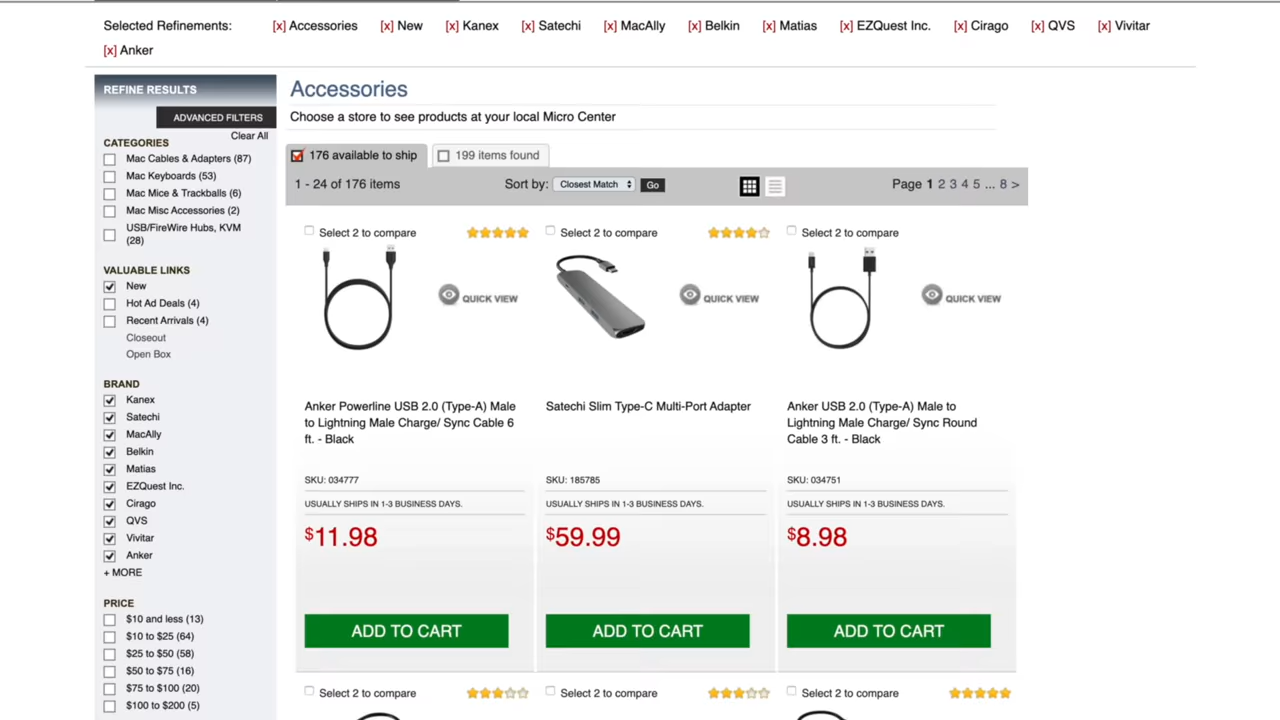 Selected Refinements: [x] Accessories [x] New [x] Kanex [x] Satechi [x] MacAlly [x] Belkin [x] Matias [x] EZQuest Inc. [x] Cirago [x] QVS [x] Vivitar
[x] Anker
REFINE RESULTS
ADVANCED FILTERS
Clear All
CATEGORIES
Mac Cables & Adapters (87)
Mac Keyboards (53)
Mac Mice & Trackballs (6)
Mac Misc Accessories (2)
USB/FireWire Hubs, KVM
(28)
VALUABLE LINKS
New
Hot Ad Deals (4)
Recent Arrivals (4)
Closeout
Open Box
BRAND
Kanex
Satechi
MacAlly
Belkin
Matias
EZQuest Inc.
Cirago
QVS
Vivitar
Anker
+ MORE
PRICE
$10 and less (13)
$10 to $25 (64)
$25 to $50 (58)
$50 to $75 (16)
$75 to $100 (20)
$100 to $200 (5)
Accessories
Choose a store to see products at your local Micro Center
176 available to ship 199 items found
1 - 24 of 176 items Sort by: Closest Match Go Page 1 2 3 4 5 ... 8 >
Select 2 to compare
QUICK VIEW
Anker Powerline USB 2.0 (Type-A) Male
to Lightning Male Charge/ Sync Cable 6
ft. - Black
SKU: 034777
USUALLY SHIPS IN 1-3 BUSINESS DAYS.
$11.98
ADD TO CART
Select 2 to compare
QUICK VIEW
Satechi Slim Type-C Multi-Port Adapter
SKU: 185785
USUALLY SHIPS IN 1-3 BUSINESS DAYS.
$59.99
ADD TO CART
Select 2 to compare
QUICK VIEW
Anker USB 2.0 (Type-A) Male to
Lightning Male Charge/ Sync Round
Cable 3 ft. - Black
SKU: 034751
USUALLY SHIPS IN 1-3 BUSINESS DAYS.
$8.98
ADD TO CART
Select 2 to compare
Select 2 to compare
Select 2 to compare